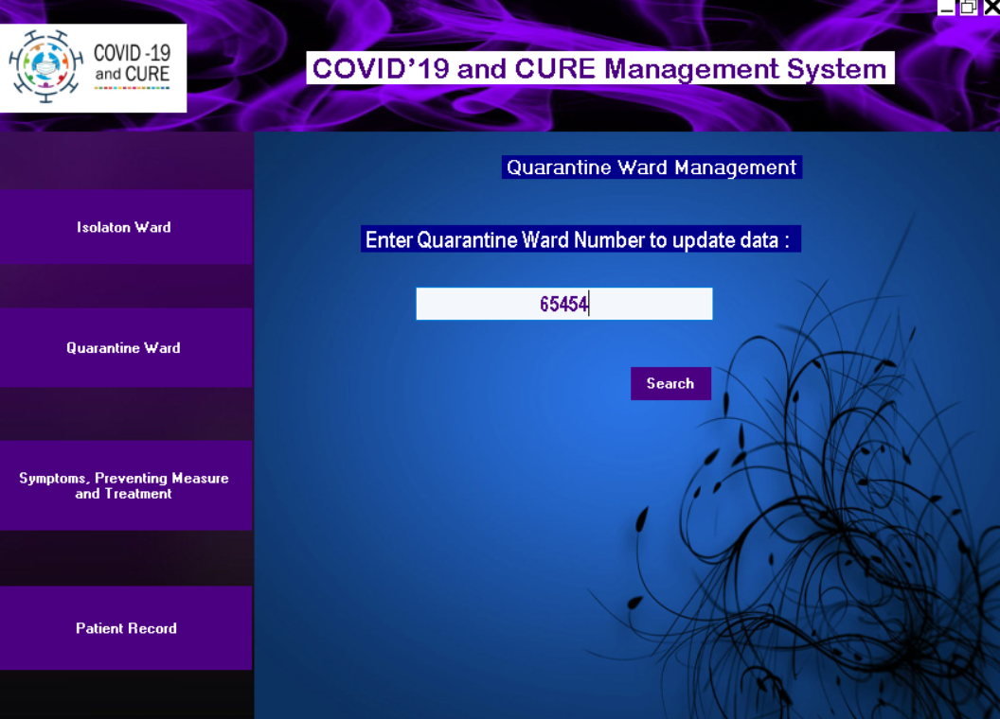 COVID -19
and CURE
COVID'19 and CURE Management System
Quarantine Ward Management
Isolaton Ward
Enter Quarantine Ward Number to update data :
65454
Quarantine Ward
Search
Symptoms, Preventing Measure
and Treatment
Patient Record